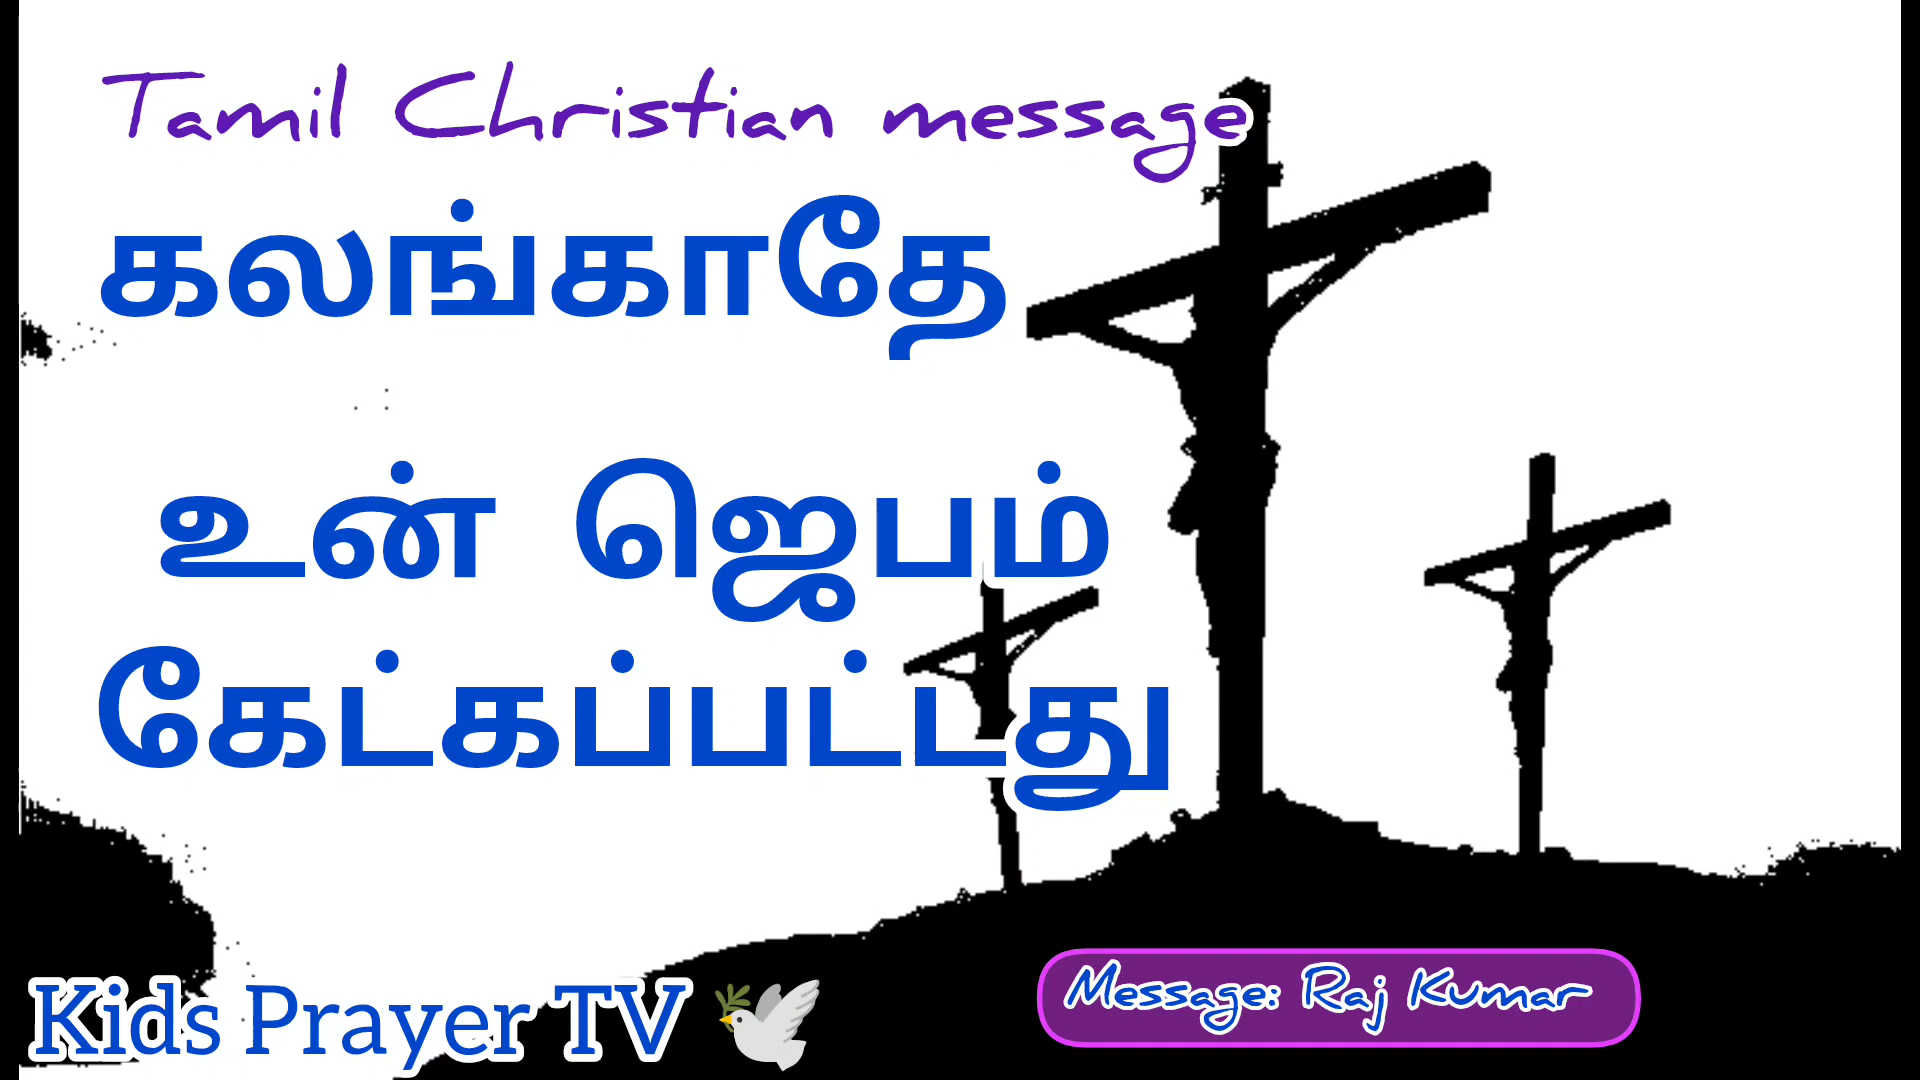 Tamil Christian message
கலங்காதே
உன் ஜெபம்
கேட்கப்பட்டது
Kids Prayer TV 🕊
Message: Raj Kumar